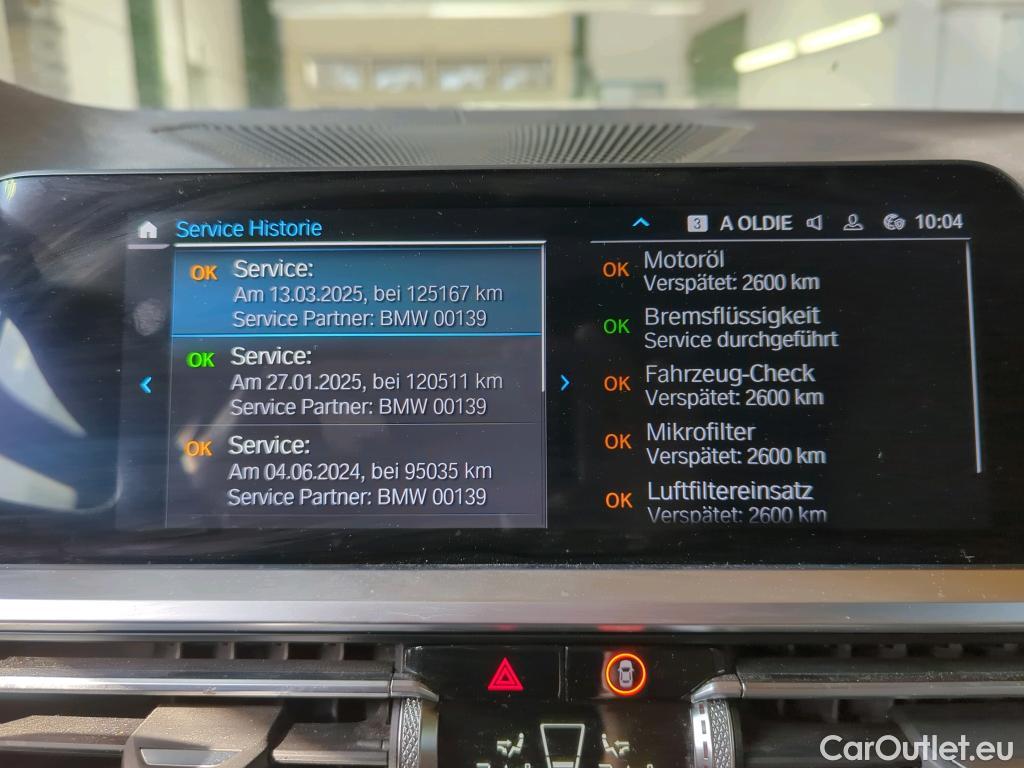 Service Historie
3 A OLDIE 10:04
OK Service:
Am 13.03.2025, bei 125167 km
Service Partner: BMW 00139
OK Service:
Am 27.01.2025, bei 120511 km
Service Partner: BMW 00139
OK Service:
Am 04.06.2024, bei 95035 km
Service Partner: BMW 00139
OK Motoröl
Verspätet: 2600 km
OK Bremsflüssigkeit
Service durchgeführt
OK Fahrzeug-Check
Verspätet: 2600 km
OK Mikrofilter
Verspätet: 2600 km
OK Luftfiltereinsatz
Verspätet: 2600 km
CarOutlet.eu